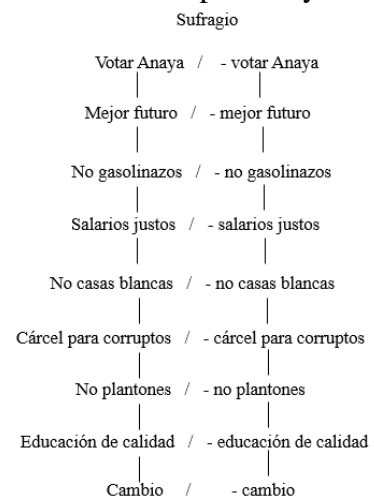 Sufragio
Votar Anaya / - votar Anaya
Mejor futuro / - mejor futuro
No gasolinazos / - no gasolinazos
Salarios justos / - salarios justos
No casas blancas / - no casas blancas
Cárcel para corruptos / - cárcel para corruptos
No plantones / - no plantones
Educación de calidad / - educación de calidad
Cambio / - cambio